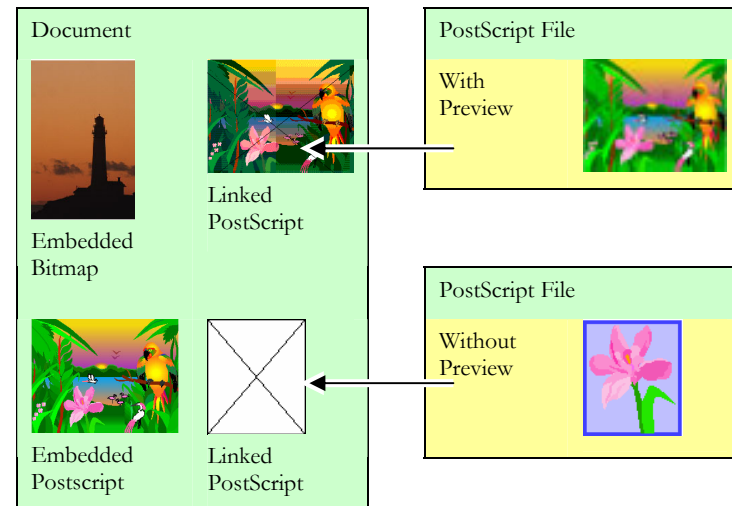 Document
Linked
PostScript
Embedded
Bitmap
Embedded
Postscript
Linked
PostScript
PostScript File
With
Preview
PostScript File
Without
Preview